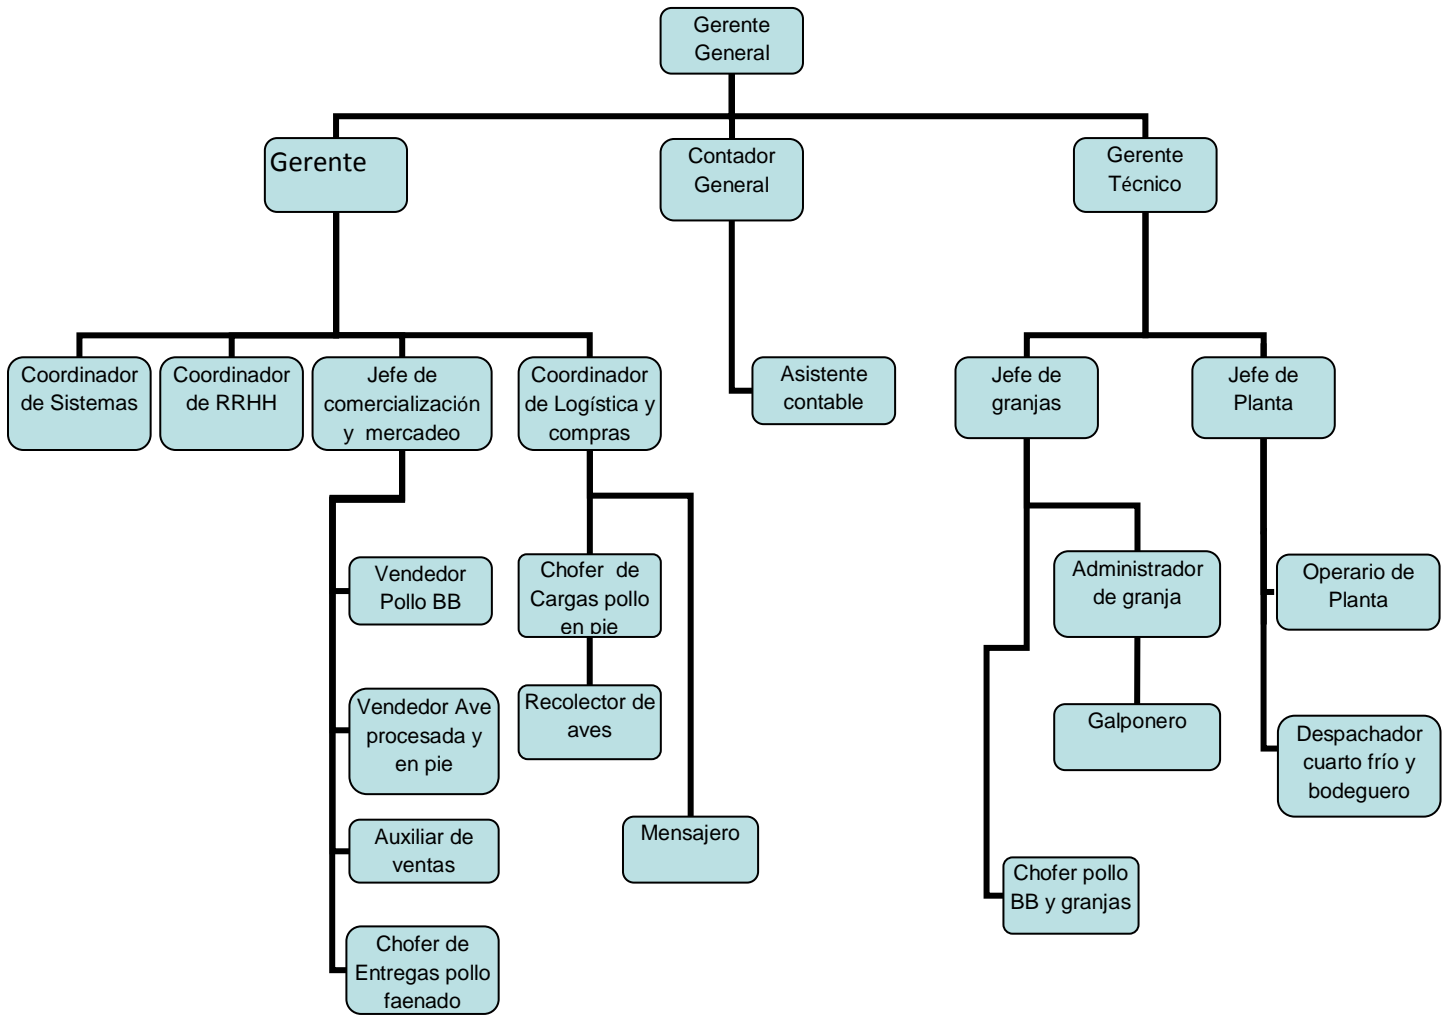 Gerente
General
Gerente
Contador
General
Gerente
Técnico
Coordinador
de Sistemas
Coordinador
de RRHH
Jefe de
comercialización
y mercadeo
Coordinador
de Logística y
compras
Asistente
contable
Jefe de
granjas
Jefe de
Planta
Vendedor
Pollo BB
Chofer de
Cargas pollo
en pie
Administrador
de granja
Operario de
Planta
Vendedor Ave
procesada y
en pie
Recolector de
aves
Galponero
Despachador
cuarto frío y
bodeguero
Auxiliar de
ventas
Mensajero
Chofer pollo
BB y granjas
Chofer de
Entregas pollo
faenado